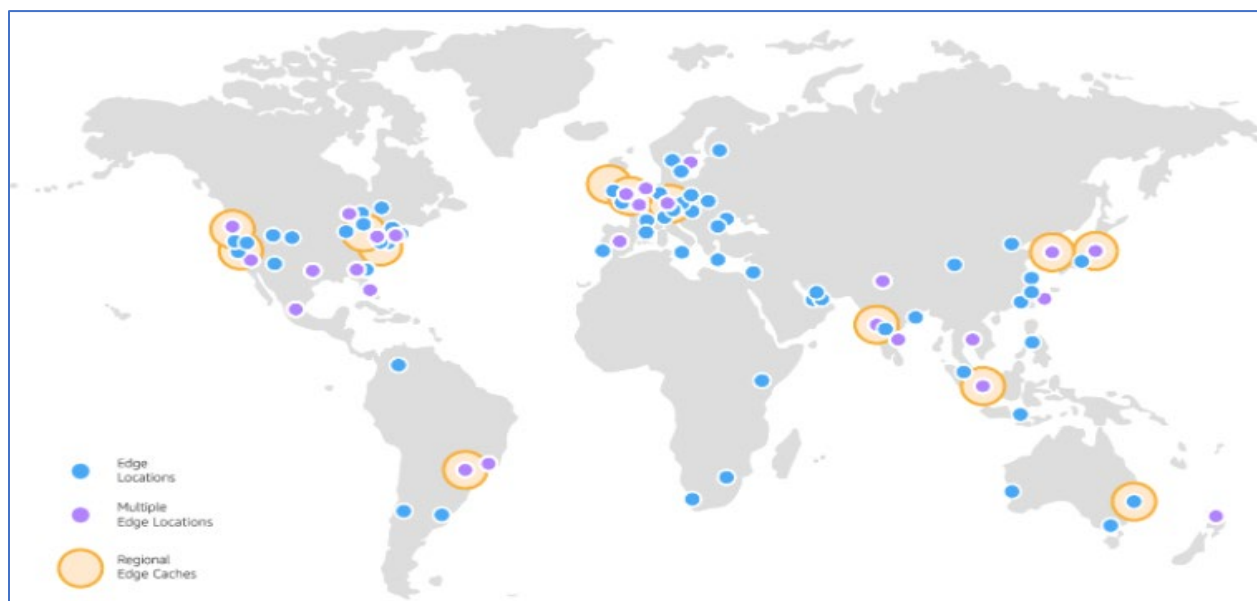 Edge
Locations
Multiple
Edge Locations
Regional
Edge Caches